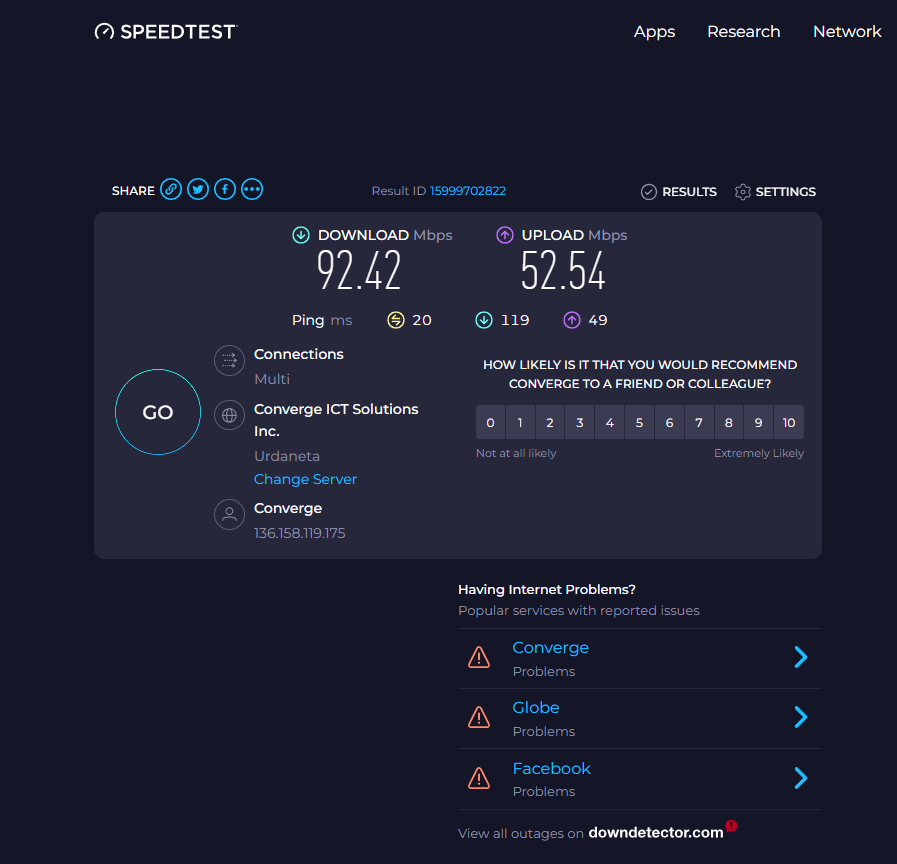 SPEEDTEST
Apps Research Network
SHARE Result ID 15999702822 RESULTS SETTINGS
DOWNLOAD Mbps UPLOAD Mbps
92.42 52.54
Ping ms 20 119 49
Connections
Multi
Converge ICT Solutions
Inc.
Urdaneta
Change Server
Converge
136.158.119.175
GO
HOW LIKELY IS IT THAT YOU WOULD RECOMMEND
CONVERGE TO A FRIEND OR COLLEAGUE?
0 1 2 3 4 5 6 7 8 9 10
Not at all likely Extremely Likely
Having Internet Problems?
Popular services with reported issues
Converge
Problems
Globe
Problems
Facebook
Problems
View all outages on downdetector.com